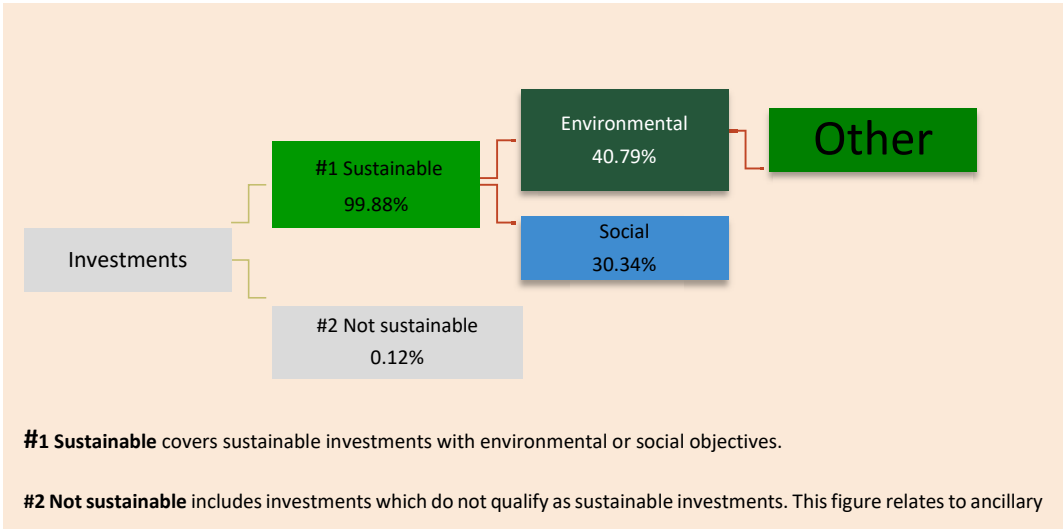 Investments
#1 Sustainable
99.88%
#2 Not sustainable
0.12%
Environmental
40.79%
Social
30.34%
Other
#1 Sustainable covers sustainable investments with environmental or social objectives.
#2 Not sustainable includes investments which do not qualify as sustainable investments. This figure relates to ancillary